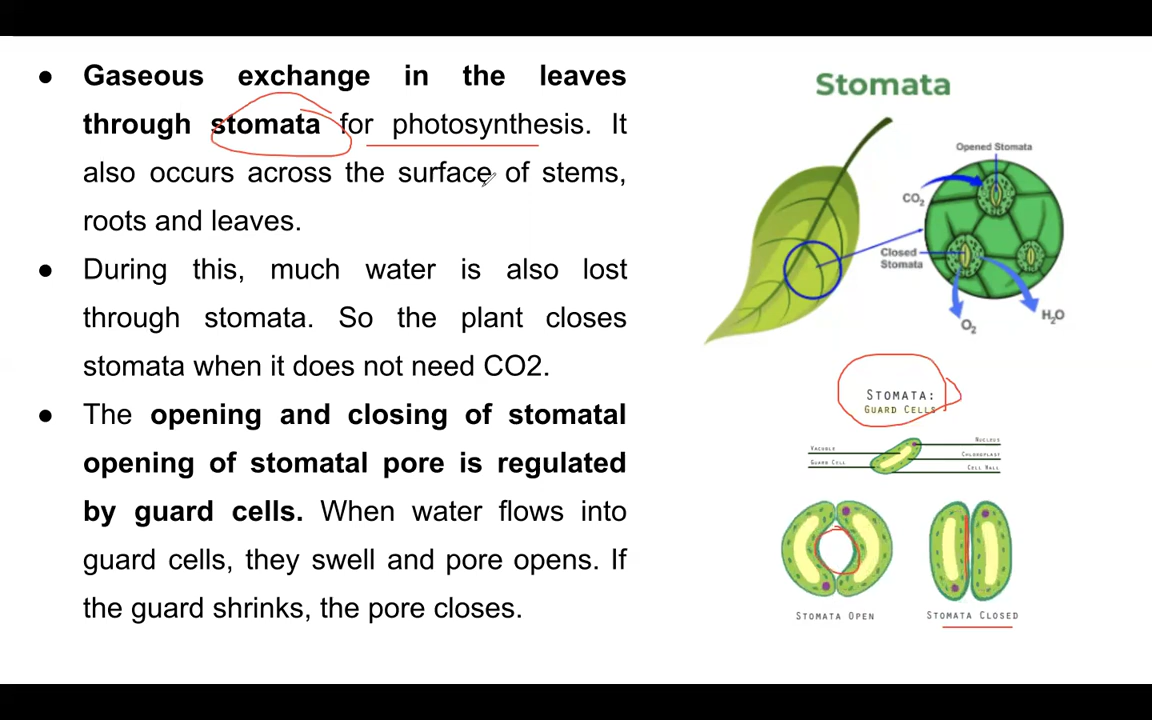 ● Gaseous exchange in the leaves
through stomata for photosynthesis. It
also occurs across the surface of stems,
roots and leaves.
● During this, much water is also lost
through stomata. So the plant closes
stomata when it does not need CO2.
● The opening and closing of stomatal
opening of stomatal pore is regulated
by guard cells. When water flows into
guard cells, they swell and pore opens. If
the guard shrinks, the pore closes.
Stomata
Opened Stomata
CO₂
Closed
Stomata
O₂
H₂O
STOMATA:
GUARD CELLS
VACUOLE
GUARD CELL
NUCLEUS
CHLOROPLAST
CELL WALL
STOMATA OPEN
STOMATA CLOSED